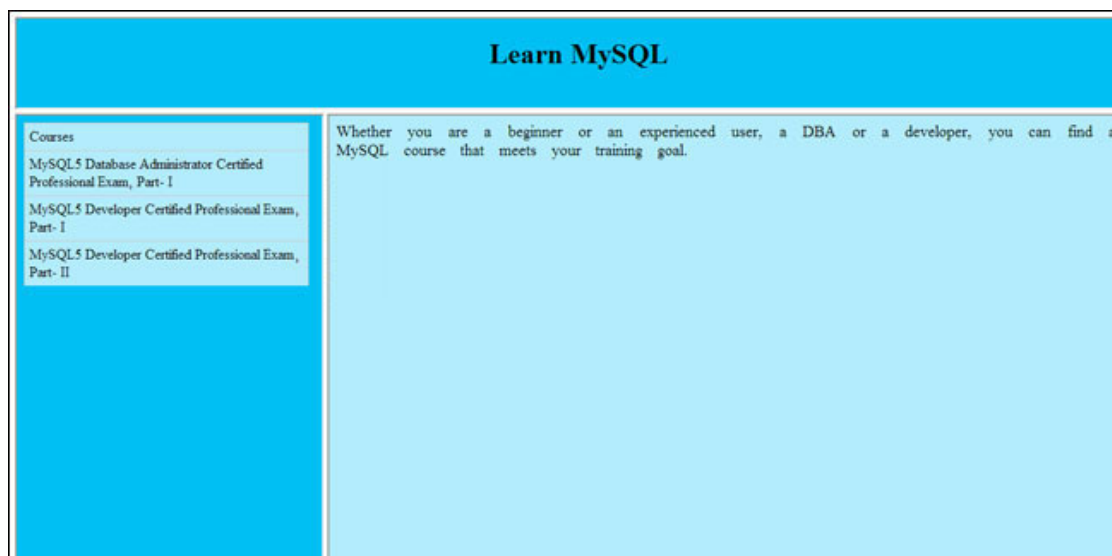 Learn MySQL
Courses
MySQL5 Database Administrator Certified
Professional Exam, Part- I
MySQL5 Developer Certified Professional Exam,
Part- I
MySQL5 Developer Certified Professional Exam,
Part- II
Whether you are a beginner or an experienced user, a DBA or a developer, you can find a
MySQL course that meets your training goal.